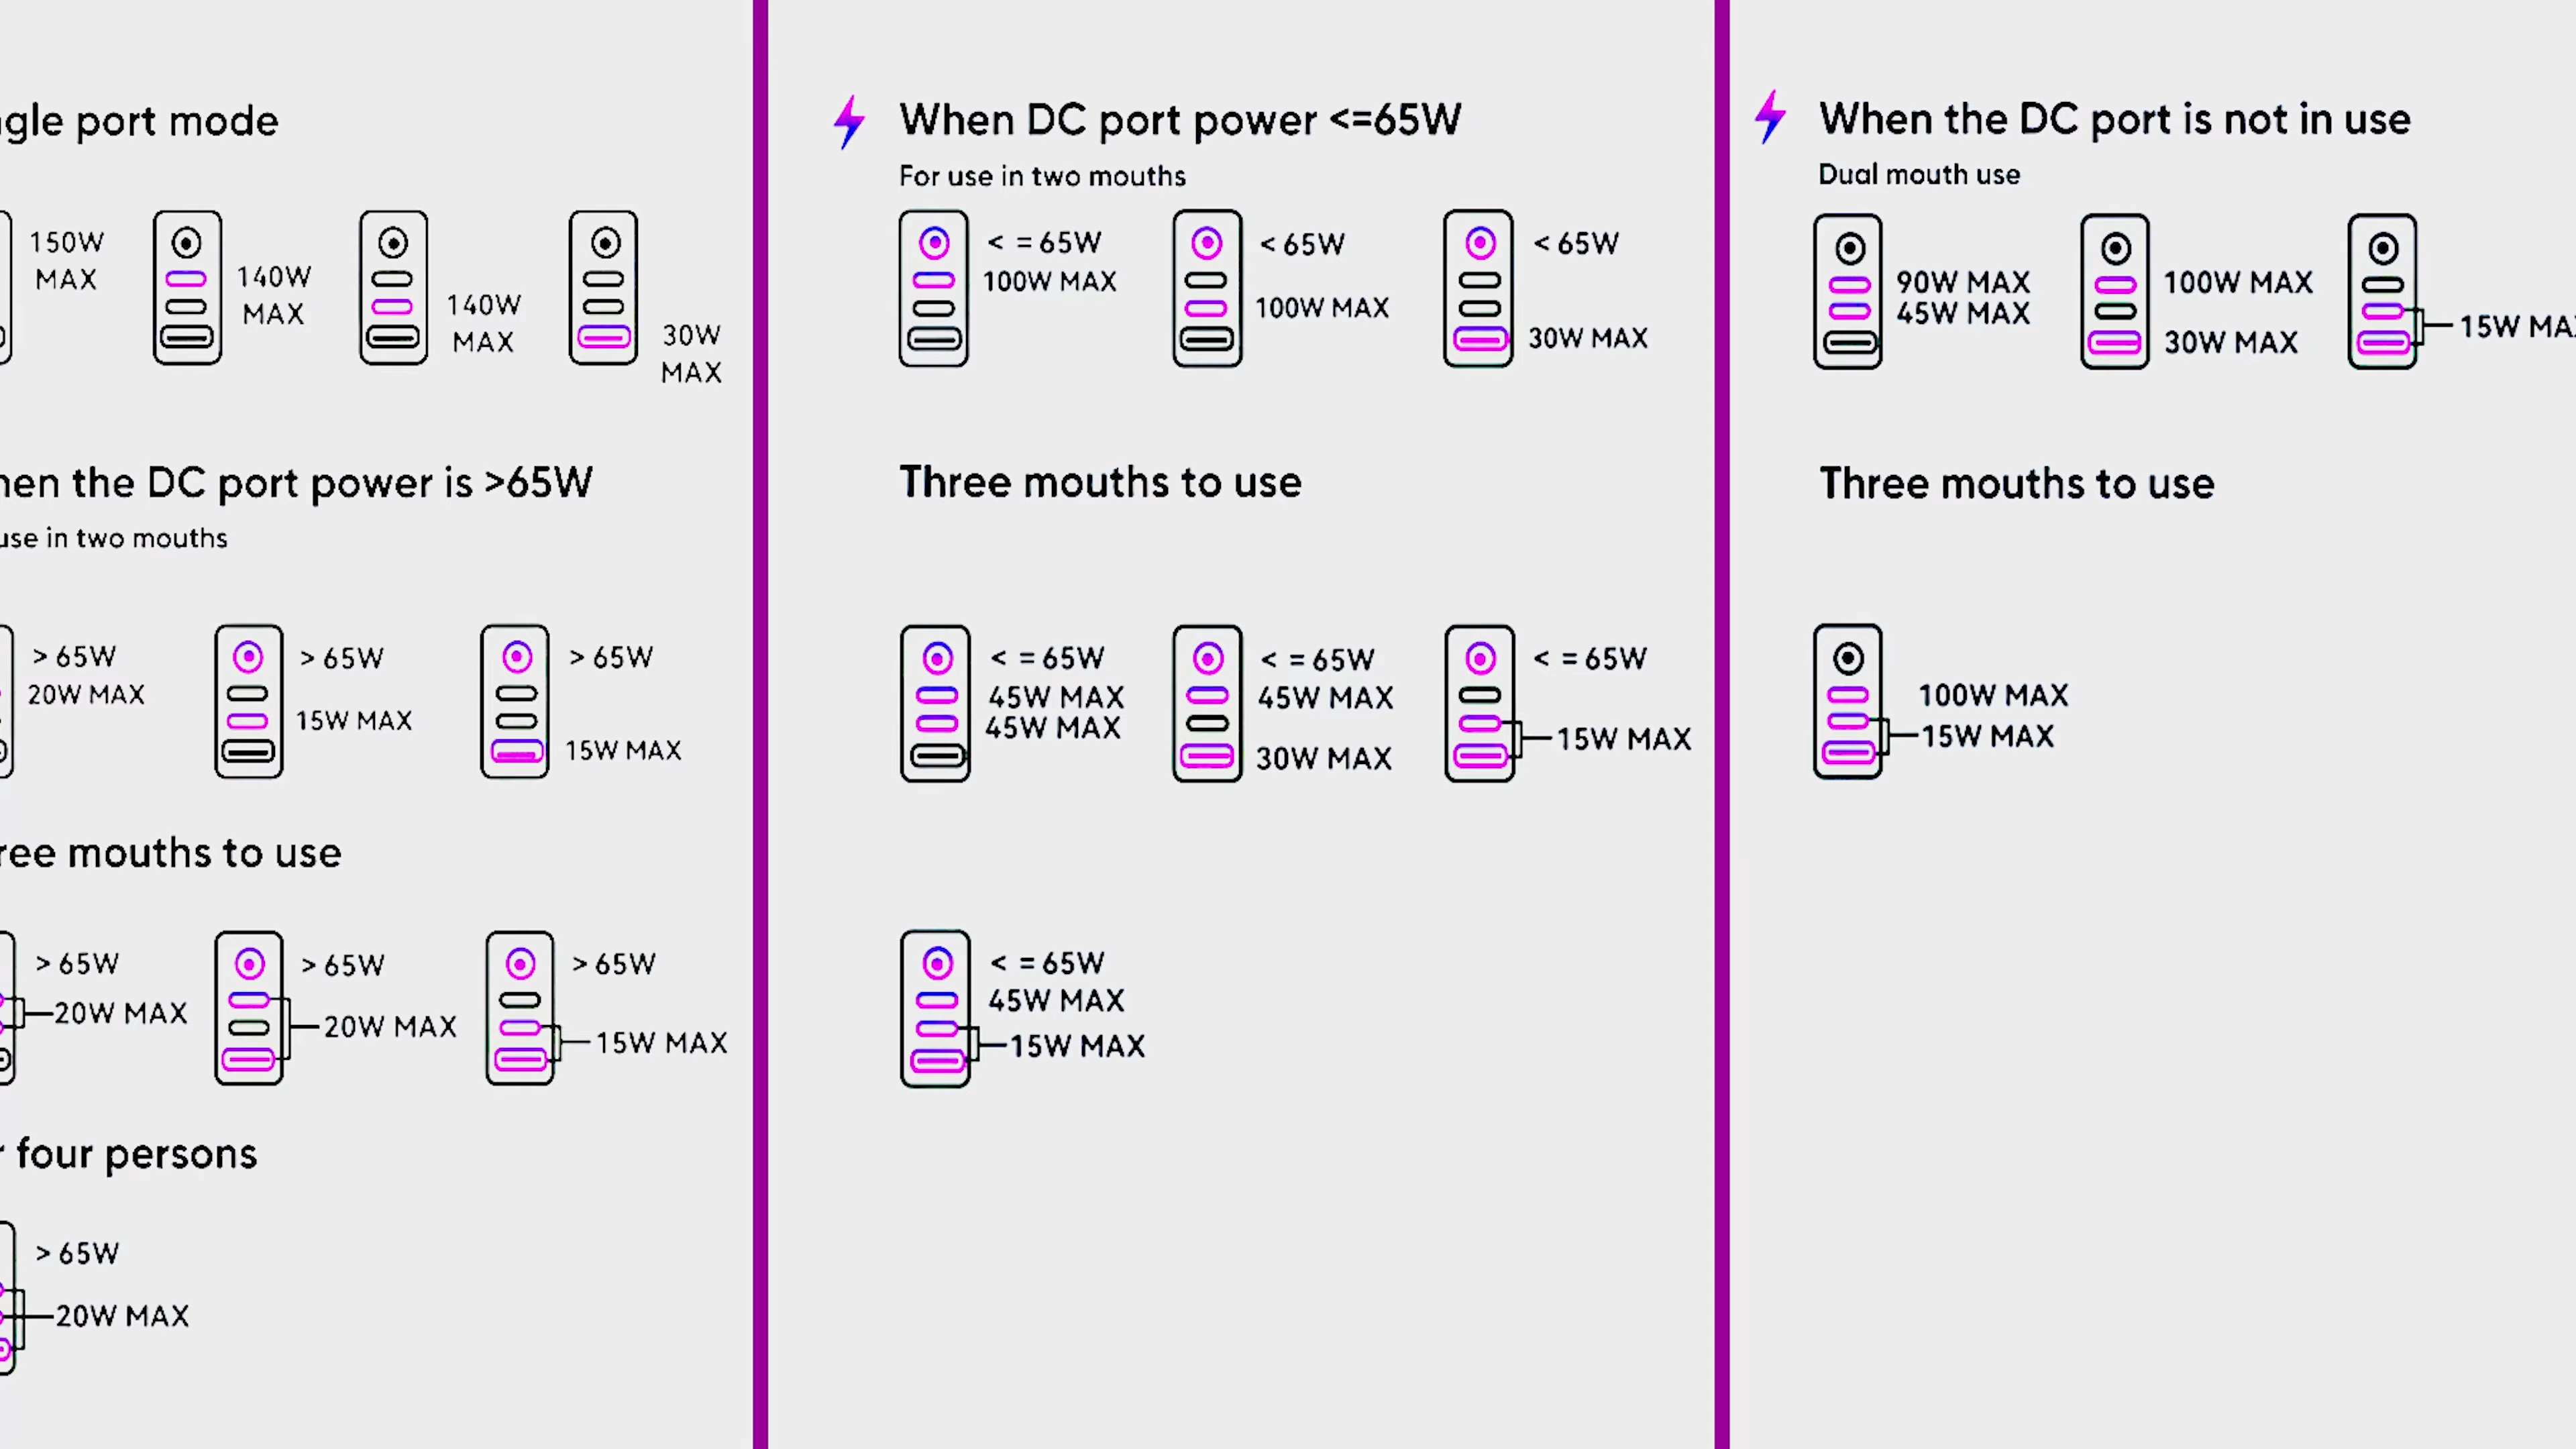 gle port mode
150W
MAX
140W
MAX
140W
MAX
30W
MAX
hen the DC port power is >65W
use in two mouths
> 65W
20W MAX
> 65W
15W MAX
> 65W
15W MAX
ree mouths to use
> 65W
20W MAX
> 65W
20W MAX
> 65W
15W MAX
r four persons
> 65W
20W MAX
When DC port power <=65W
For use in two mouths
< = 65W
100W MAX
< 65W
100W MAX
< 65W
30W MAX
Three mouths to use
< = 65W
45W MAX
45W MAX
< = 65W
45W MAX
30W MAX
< = 65W
15W MAX
< = 65W
45W MAX
15W MAX
When the DC port is not in use
Dual mouth use
90W MAX
45W MAX
100W MAX
30W MAX
15W MA
Three mouths to use
100W MAX
15W MAX